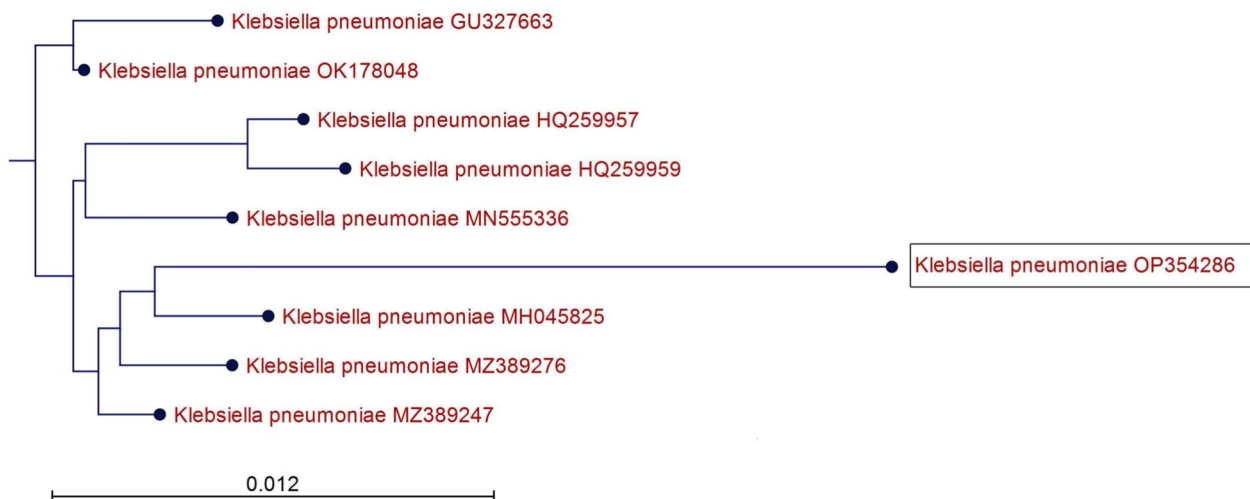 Klebsiella pneumoniae GU327663
Klebsiella pneumoniae OK178048
Klebsiella pneumoniae HQ259957
Klebsiella pneumoniae HQ259959
Klebsiella pneumoniae MN555336
Klebsiella pneumoniae OP354286
Klebsiella pneumoniae MH045825
Klebsiella pneumoniae MZ389276
Klebsiella pneumoniae MZ389247
0.012